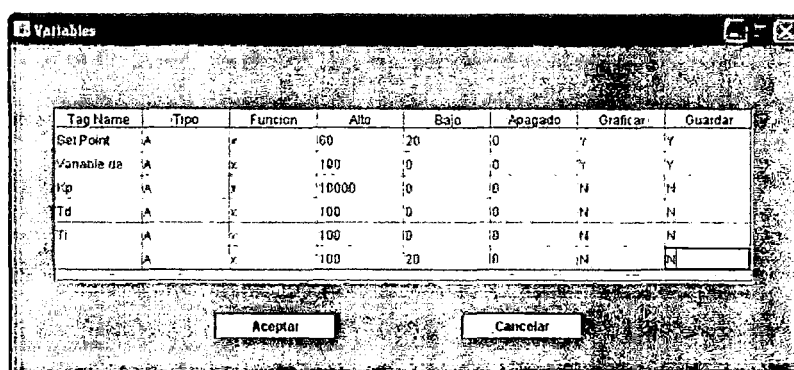 Variables
Tag Name Tipo Funcion Alto Bajo Apagado Graficar Guardar
Set Point A x 60 20 0 Y Y
Variable de A x 100 0 0 Y Y
Kp A x 10000 0 0 N N
Td A x 100 0 0 N N
Ti A x 100 0 0 N N
A x 100 20 0 N N
Aceptar Cancelar